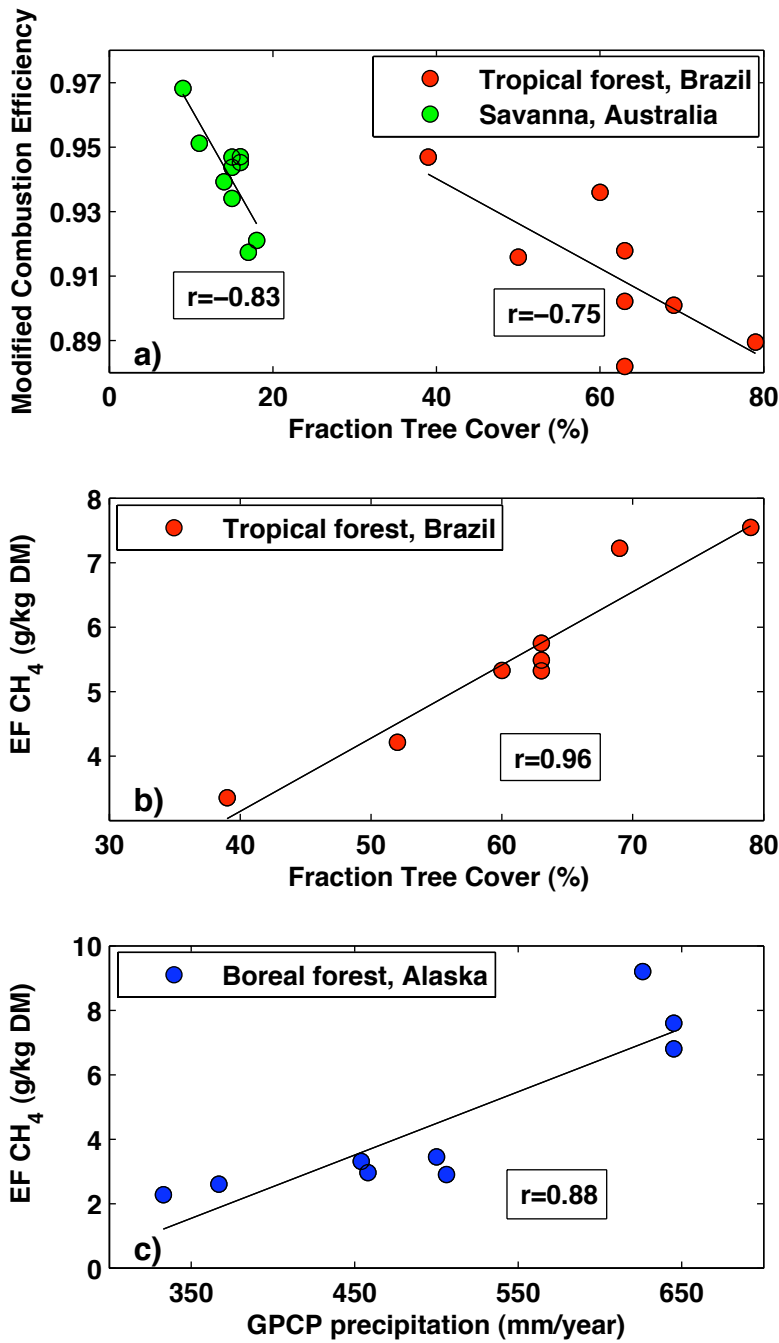 Modified Combustion Efficiency
0.97
0.95
0.93
0.91
0.89
Tropical forest, Brazil
Savanna, Australia
r=−0.83
r=−0.75
a)
0 20 40 60 80
Fraction Tree Cover (%)
EF CH4 (g/kg DM)
8
7
6
5
4
Tropical forest, Brazil
r=0.96
b)
30 40 50 60 70 80
Fraction Tree Cover (%)
EF CH4 (g/kg DM)
10
8
6
4
2
0
Boreal forest, Alaska
r=0.88
c)
350 450 550 650
GPCP precipitation (mm/year)